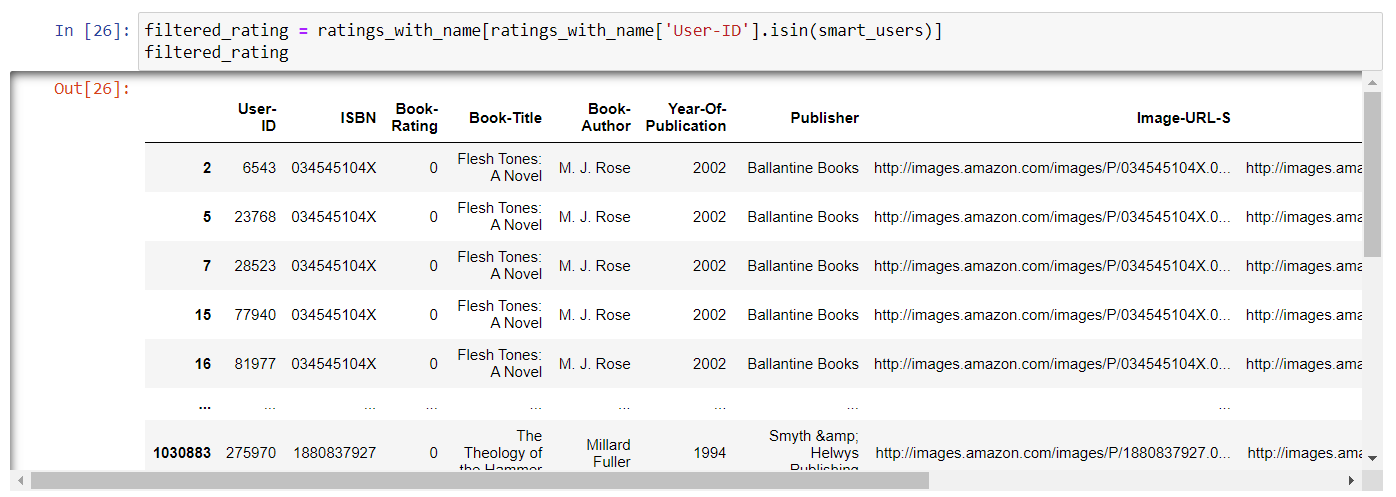 In [26]: filtered_rating = ratings_with_name[ratings_with_name['User-ID'].isin(smart_users)]
filtered_rating
Out[26]:
User-ID ISBN Book-Rating Book-Title Book-Author Year-Of-Publication Publisher Image-URL-S
2 6543 034545104X 0 Flesh Tones: A Novel M. J. Rose 2002 Ballantine Books http://images.amazon.com/images/P/034545104X.0... http://images.ama
5 23768 034545104X 0 Flesh Tones: A Novel M. J. Rose 2002 Ballantine Books http://images.amazon.com/images/P/034545104X.0... http://images.ama
7 28523 034545104X 0 Flesh Tones: A Novel M. J. Rose 2002 Ballantine Books http://images.amazon.com/images/P/034545104X.0... http://images.ama
15 77940 034545104X 0 Flesh Tones: A Novel M. J. Rose 2002 Ballantine Books http://images.amazon.com/images/P/034545104X.0... http://images.ama
16 81977 034545104X 0 Flesh Tones: A Novel M. J. Rose 2002 Ballantine Books http://images.amazon.com/images/P/034545104X.0... http://images.ama
... ... ... ... ... ... ... ... ...
1030883 275970 1880837927 0 The Theology of the Hammer Millard Fuller 1994 Smyth &amp; Helwys Publishing http://images.amazon.com/images/P/1880837927.0... http://images.ama